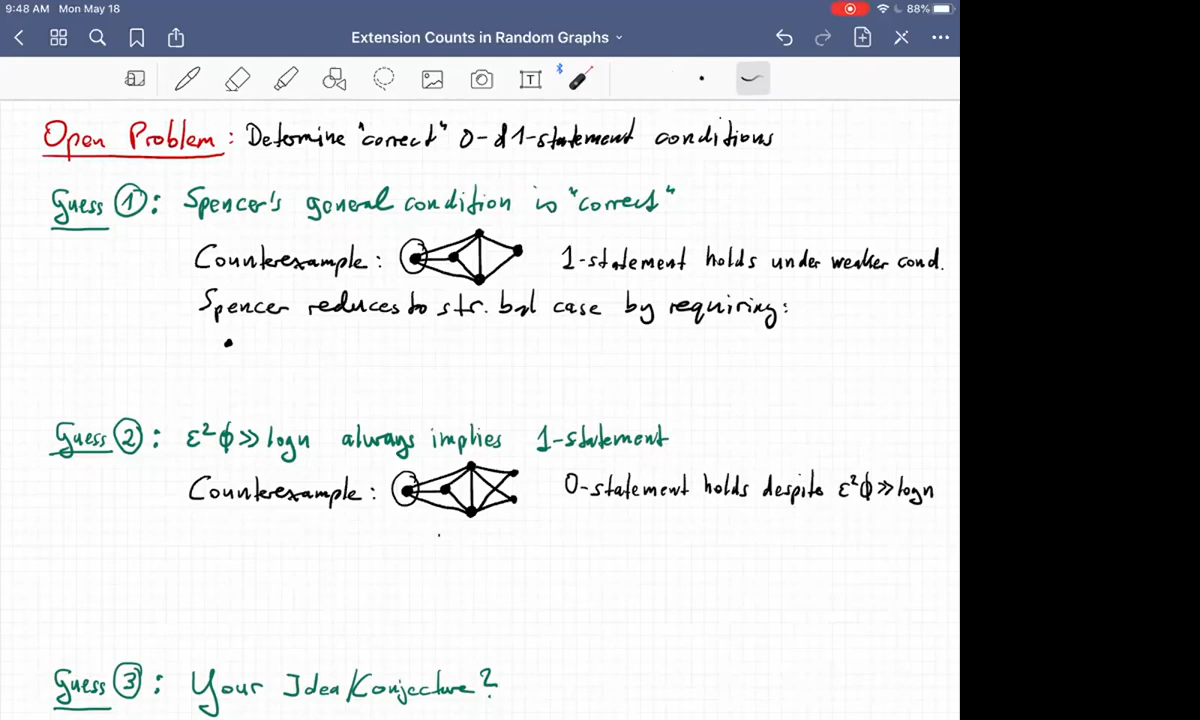 9:48 AM Mon May 18
88%
Extension Counts in Random Graphs
T
Open Problem: Determine "correct" 0-&1-statement conditions
Guess ①: Spencer's general condition is "correct"
Counterexample: 1-statement holds under weaker cond.
Spencer reduces to str. bal case by requiring:
Guess ②: ε²Φ≫logn always implies 1-statement
Counterexample: 0-statement holds despite ε²Φ≫logn
Guess ③: Your Idea/Conjecture?